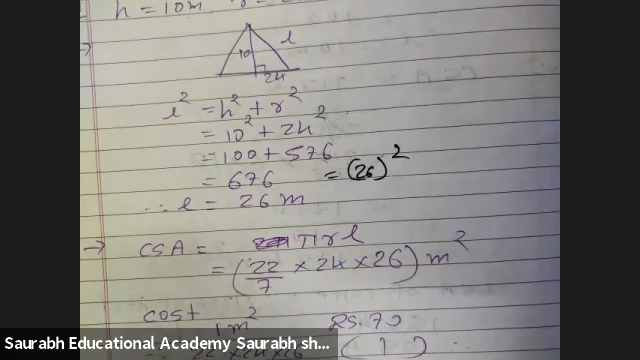 h = 10m
l
10
24
l² = h² + r²
= 10² + 24²
= 100 + 576
= 676 = (26)²
∴ l = 26 m
→ CSA = πrl
= (22/7 × 24 × 26) m²
cost 1m² Rs. 70
Saurabh Educational Academy Saurabh sh...